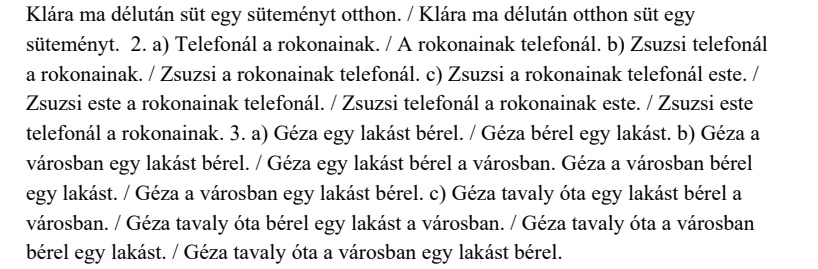 Klára ma délután süt egy süteményt otthon. / Klára ma délután otthon süt egy
süteményt. 2. a) Telefonál a rokonainak. / A rokonainak telefonál. b) Zsuzsi telefonál
a rokonainak. / Zsuzsi a rokonainak telefonál. c) Zsuzsi a rokonainak telefonál este. /
Zsuzsi este a rokonainak telefonál. / Zsuzsi telefonál a rokonainak este. / Zsuzsi este
telefonál a rokonainak. 3. a) Géza egy lakást bérel. / Géza bérel egy lakást. b) Géza a
városban egy lakást bérel. / Géza egy lakást bérel a városban. Géza a városban bérel
egy lakást. / Géza a városban egy lakást bérel. c) Géza tavaly óta egy lakást bérel a
városban. / Géza tavaly óta bérel egy lakást a városban. / Géza tavaly óta a városban
bérel egy lakást. / Géza tavaly óta a városban egy lakást bérel.